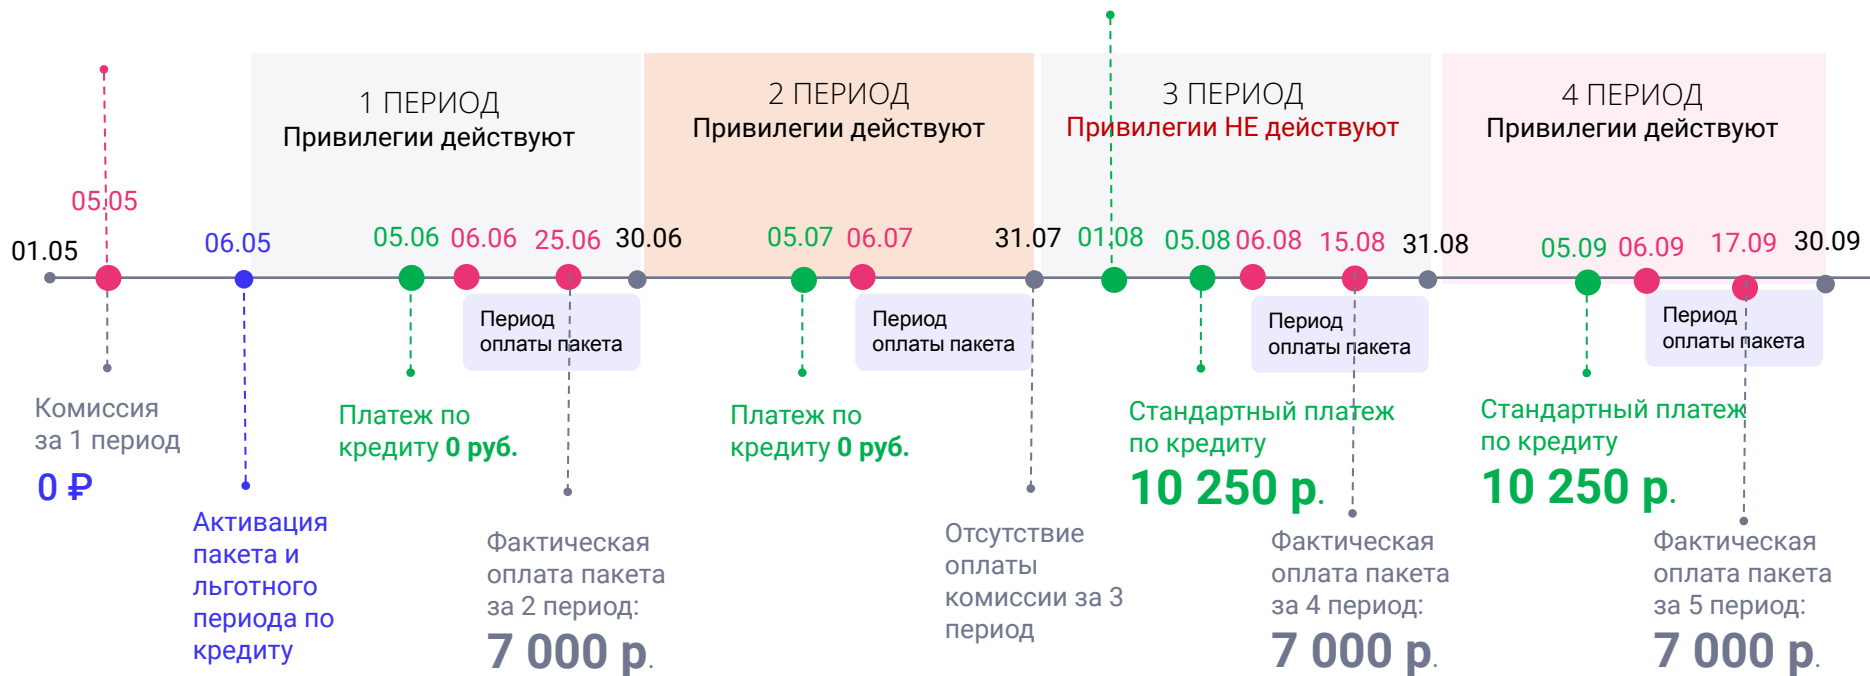 1 ПЕРИОД
Привилегии действуют
2 ПЕРИОД
Привилегии действуют
3 ПЕРИОД
Привилегии НЕ действуют
4 ПЕРИОД
Привилегии действуют
01.05
05.05
06.05
05.06
06.06
25.06
30.06
05.07
06.07
31.07
01.08
05.08
06.08
15.08
31.08
05.09
06.09
17.09
30.09
Период
оплаты пакета
Период
оплаты пакета
Период
оплаты пакета
Период
оплаты пакета
Комиссия
за 1 период
0 ₽
Активация
пакета и
льготного
периода по
кредиту
Платеж по
кредиту 0 руб.
Фактическая
оплата пакета
за 2 период:
7 000 р.
Платеж по
кредиту 0 руб.
Отсутствие
оплаты
комиссии за 3
период
Стандартный платеж
по кредиту
10 250 р.
Фактическая
оплата пакета
за 4 период:
7 000 р.
Стандартный платеж
по кредиту
10 250 р.
Фактическая
оплата пакета
за 5 период:
7 000 р.